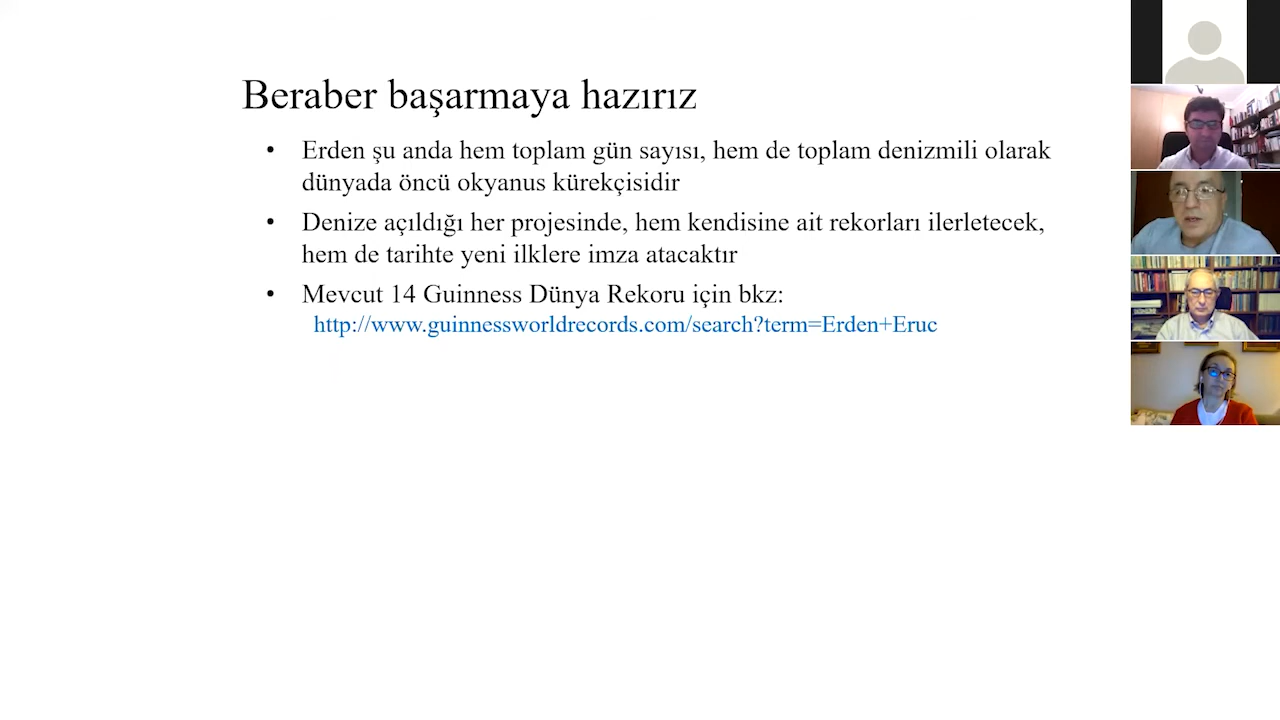 Beraber başarmaya hazırız
• Erden şu anda hem toplam gün sayısı, hem de toplam denizmili olarak
dünyada öncü okyanus kürekçisidir
• Denize açıldığı her projesinde, hem kendisine ait rekorları ilerletecek,
hem de tarihte yeni ilklere imza atacaktır
• Mevcut 14 Guinness Dünya Rekoru için bkz:
http://www.guinnessworldrecords.com/search?term=Erden+Eruc